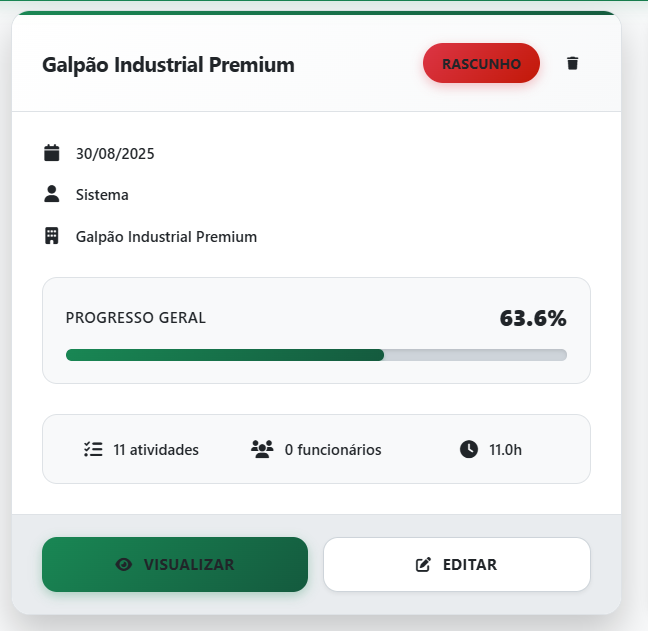 Galpão Industrial Premium
RASCUNHO
30/08/2025
Sistema
Galpão Industrial Premium
PROGRESSO GERAL
63.6%
11 atividades
0 funcionários
11.0h
VISUALIZAR
EDITAR